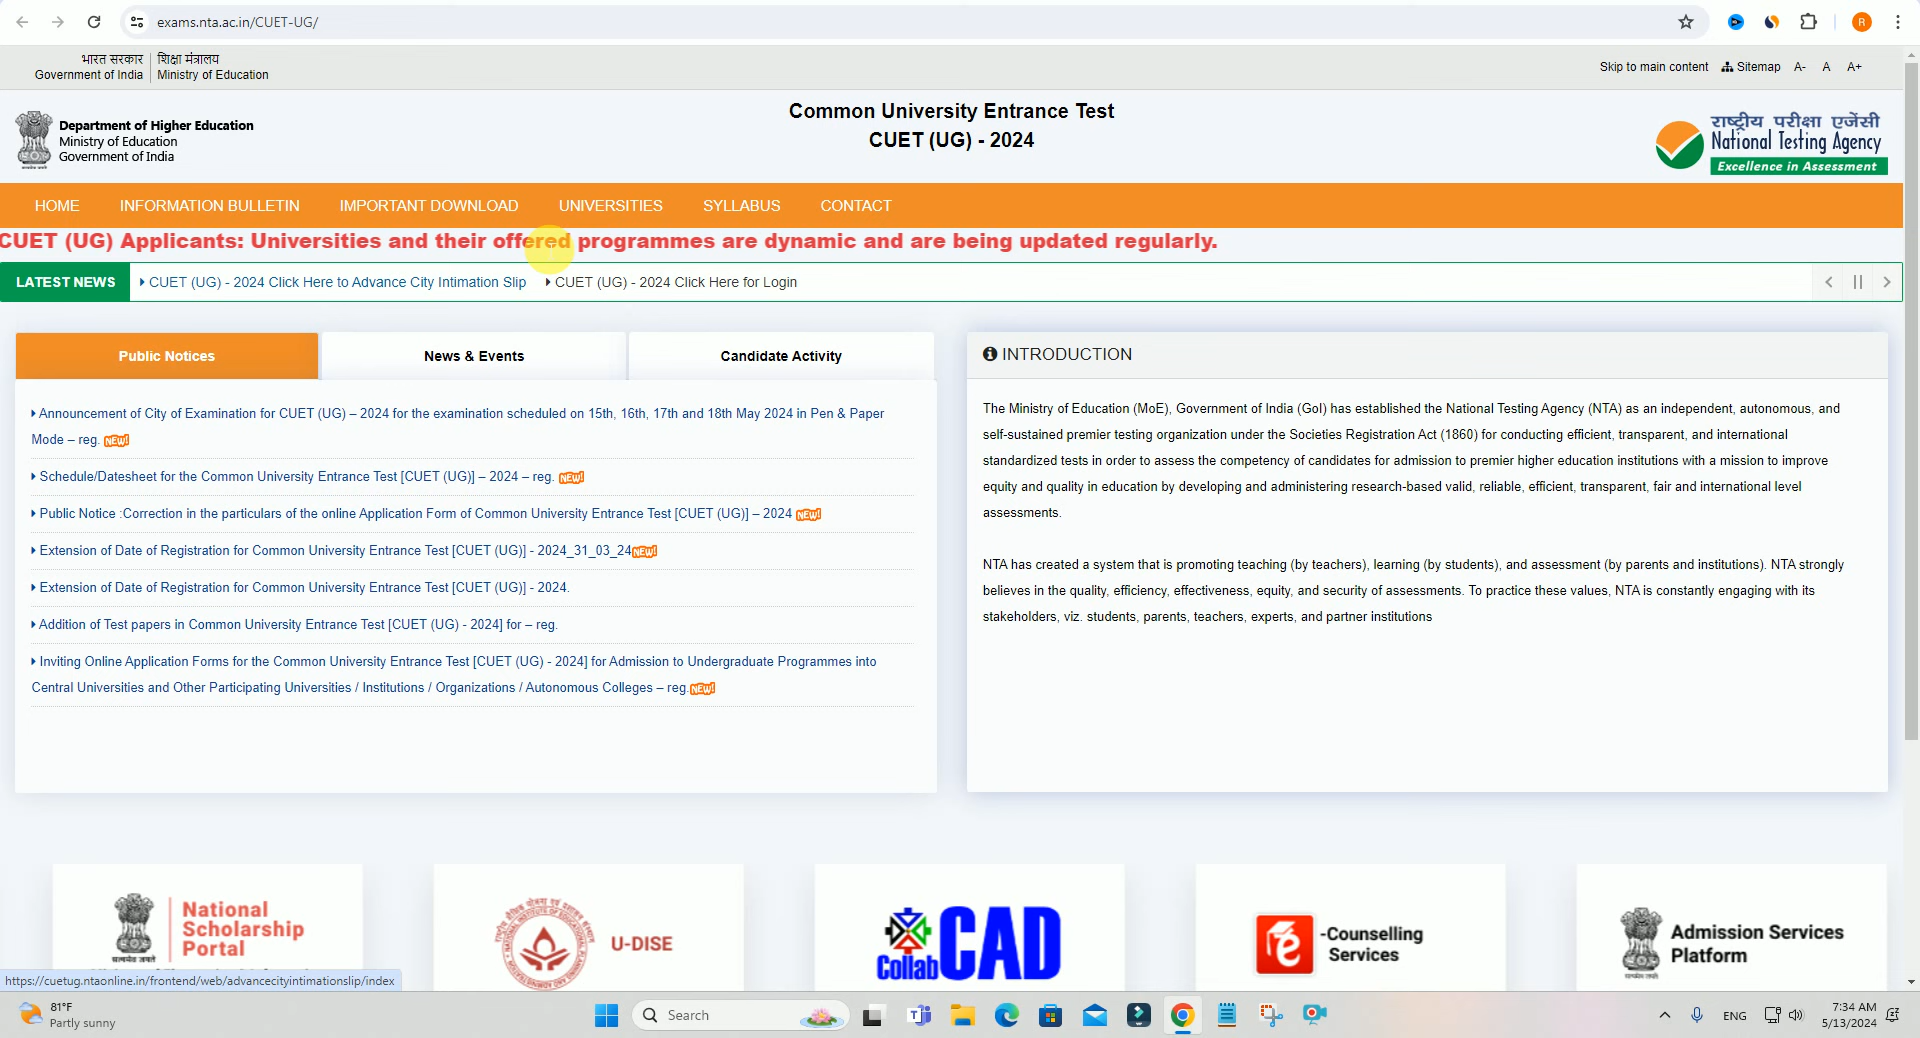 exams.nta.ac.in/CUET-UG/
R
भारत सरकार | शिक्षा मंत्रालय
Government of India | Ministry of Education
Skip to main content Sitemap A- A A+
Department of Higher Education
Ministry of Education
Government of India
सत्यमेव जयते
Common University Entrance Test
CUET (UG) - 2024
राष्ट्रीय परीक्षा एजेंसी
National Testing Agency
Excellence in Assessment
HOME INFORMATION BULLETIN IMPORTANT DOWNLOAD UNIVERSITIES SYLLABUS CONTACT
CUET (UG) Applicants: Universities and their offered programmes are dynamic and are being updated regularly.
LATEST NEWS CUET (UG) - 2024 Click Here to Advance City Intimation Slip CUET (UG) - 2024 Click Here for Login
Public Notices News & Events Candidate Activity
Announcement of City of Examination for CUET (UG) – 2024 for the examination scheduled on 15th, 16th, 17th and 18th May 2024 in Pen & Paper
Mode – reg. NEW!
Schedule/Datesheet for the Common University Entrance Test [CUET (UG)] – 2024 – reg. NEW!
Public Notice :Correction in the particulars of the online Application Form of Common University Entrance Test [CUET (UG)] – 2024 NEW!
Extension of Date of Registration for Common University Entrance Test [CUET (UG)] - 2024_31_03_24 NEW!
Extension of Date of Registration for Common University Entrance Test [CUET (UG)] - 2024.
Addition of Test papers in Common University Entrance Test [CUET (UG) - 2024] for – reg.
Inviting Online Application Forms for the Common University Entrance Test [CUET (UG) - 2024] for Admission to Undergraduate Programmes into
Central Universities and Other Participating Universities / Institutions / Organizations / Autonomous Colleges – reg. NEW!
INTRODUCTION
The Ministry of Education (MoE), Government of India (GoI) has established the National Testing Agency (NTA) as an independent, autonomous, and
self-sustained premier testing organization under the Societies Registration Act (1860) for conducting efficient, transparent, and international
standardized tests in order to assess the competency of candidates for admission to premier higher education institutions with a mission to improve
equity and quality in education by developing and administering research-based valid, reliable, efficient, transparent, fair and international level
assessments.
NTA has created a system that is promoting teaching (by teachers), learning (by students), and assessment (by parents and institutions). NTA strongly
believes in the quality, efficiency, effectiveness, equity, and security of assessments. To practice these values, NTA is constantly engaging with its
stakeholders, viz. students, parents, teachers, experts, and partner institutions
National
Scholarship
Portal
सत्यमेव जयते
U-DISE
Collab CAD
e-Counselling
Services
Admission Services
Platform
https://cuetug.ntaonline.in/frontend/web/advancecityintimationslip/index
81°F
Partly sunny
Search
ENG
7:34 AM
5/13/2024